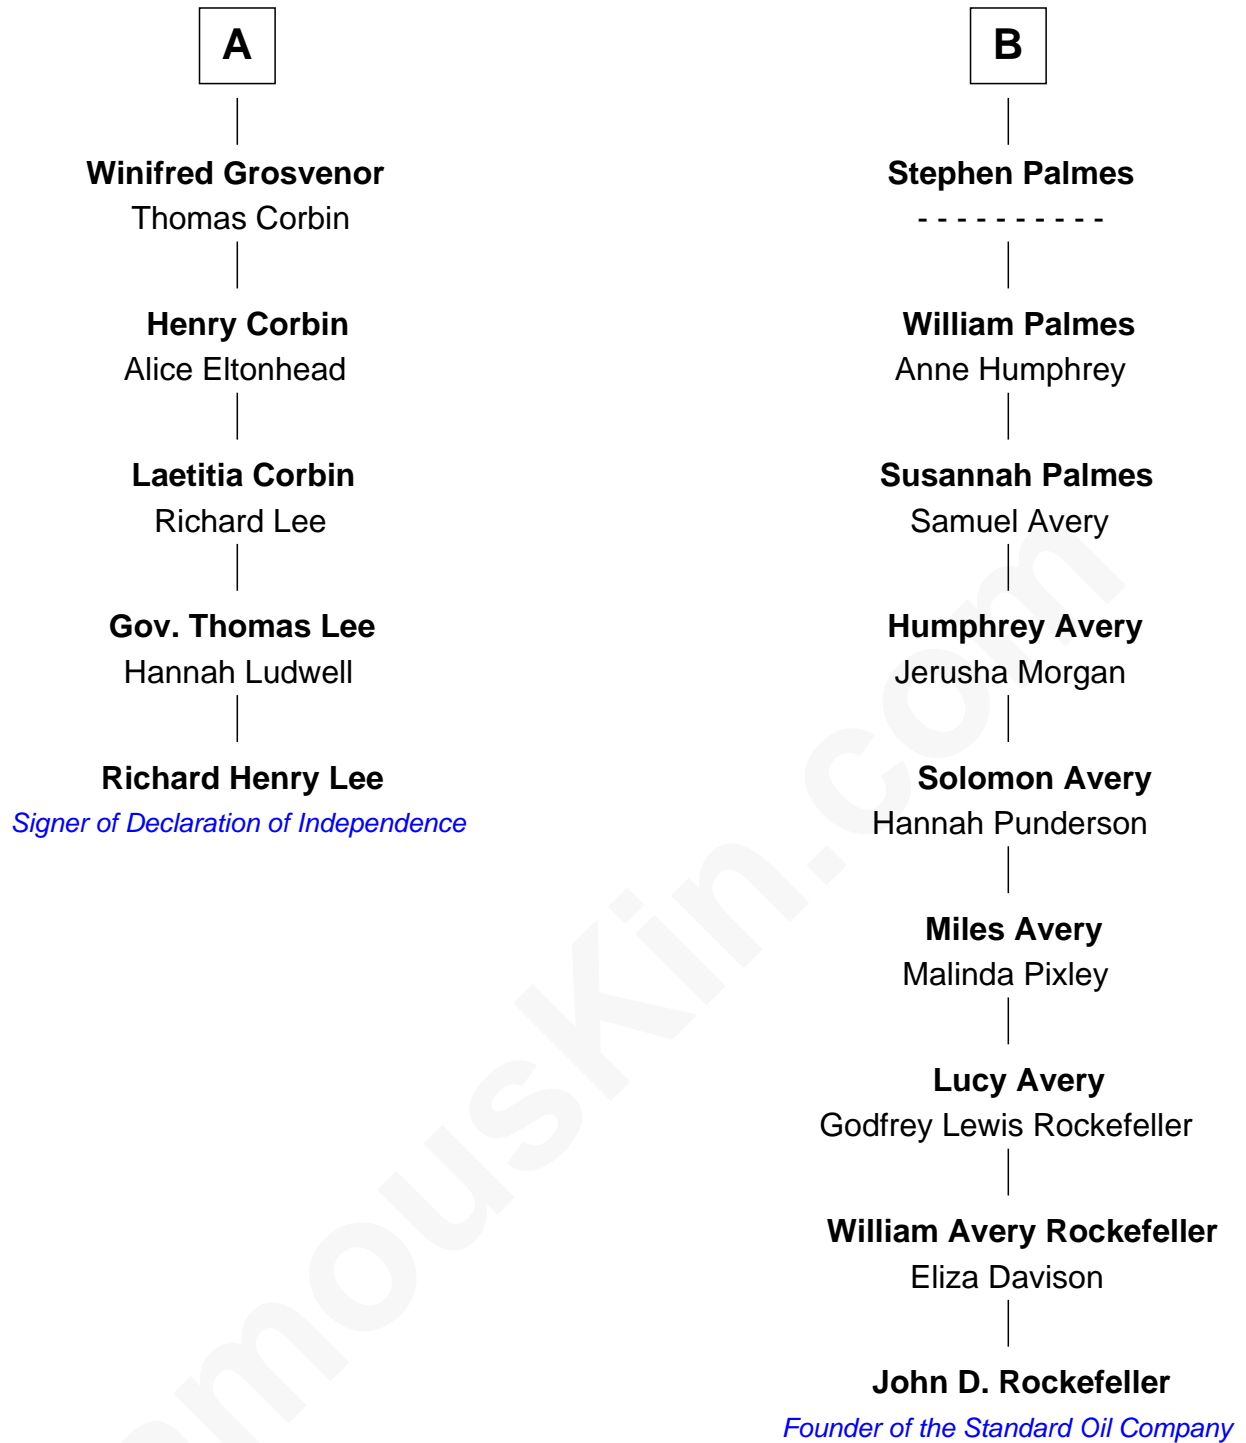 A
Winifred Grosvenor
Thomas Corbin
Henry Corbin
Alice Eltonhead
Laetitia Corbin
Richard Lee
Gov. Thomas Lee
Hannah Ludwell
Richard Henry Lee
Signer of Declaration of Independence
B
Stephen Palmes
- - - - - - - - - -
William Palmes
Anne Humphrey
Susannah Palmes
Samuel Avery
Humphrey Avery
Jerusha Morgan
Solomon Avery
Hannah Punderson
Miles Avery
Malinda Pixley
Lucy Avery
Godfrey Lewis Rockefeller
William Avery Rockefeller
Eliza Davison
John D. Rockefeller
Founder of the Standard Oil Company
amouskin.com